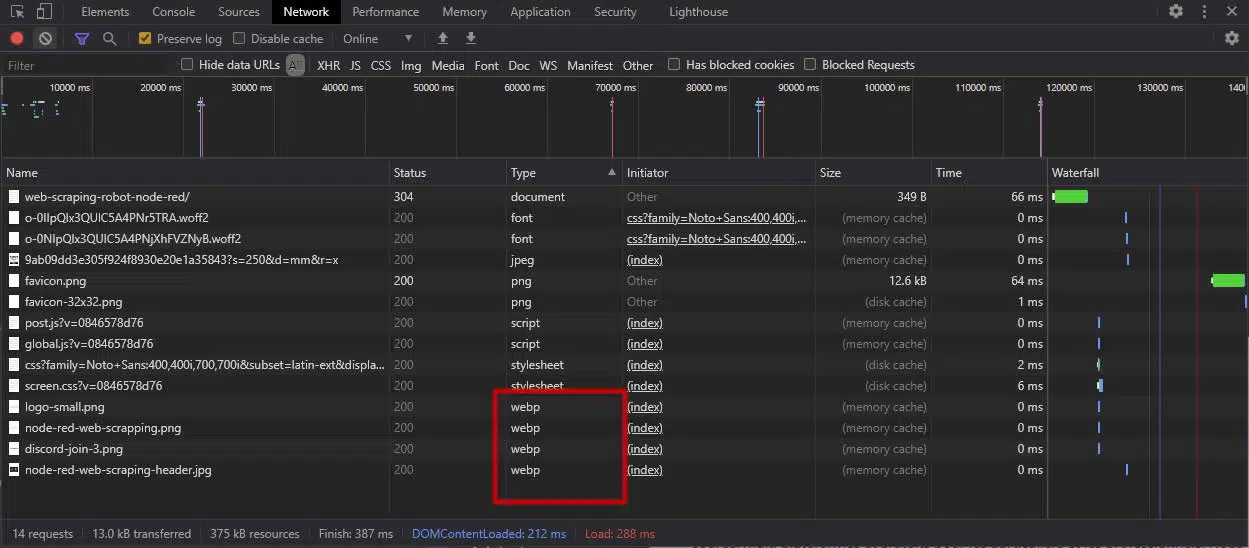 Elements Console Sources Network Performance Memory Application Security Lighthouse
Preserve log Disable cache Online
Filter Hide data URLs All XHR JS CSS Img Media Font Doc WS Manifest Other Has blocked cookies Blocked Requests
10000 ms 20000 ms 30000 ms 40000 ms 50000 ms 60000 ms 70000 ms 80000 ms 90000 ms 100000 ms 110000 ms 120000 ms 130000 ms 1400
Name Status Type Initiator Size Time Waterfall
web-scraping-robot-node-red/ 304 document Other 349 B 66 ms
o-0IIpQIx3QUIC5A4PNr5TRA.woff2 200 font css?family=Noto+Sans:400,400i,... (memory cache) 0 ms
o-0NIpQIx3QUIC5A4PNjXhFVZNyB.woff2 200 font css?family=Noto+Sans:400,400i,... (memory cache) 0 ms
9ab09dd3e305f924f8930e20e1a35843?s=250&d=mm&r=x 200 jpeg (index) (memory cache) 0 ms
favicon.png 200 png Other 12.6 kB 64 ms
favicon-32x32.png 200 png Other (disk cache) 1 ms
post.js?v=0846578d76 200 script (index) (memory cache) 0 ms
global.js?v=0846578d76 200 script (index) (memory cache) 0 ms
css?family=Noto+Sans:400,400i,700,700i&subset=latin-ext&displa... 200 stylesheet (index) (disk cache) 2 ms
screen.css?v=0846578d76 200 stylesheet (index) (disk cache) 6 ms
logo-small.png 200 webp (index) (memory cache) 0 ms
node-red-web-scrapping.png 200 webp (index) (memory cache) 0 ms
discord-join-3.png 200 webp (index) (memory cache) 0 ms
node-red-web-scraping-header.jpg 200 webp (index) (memory cache) 0 ms
14 requests 13.0 kB transferred 375 kB resources Finish: 387 ms DOMContentLoaded: 212 ms Load: 288 ms